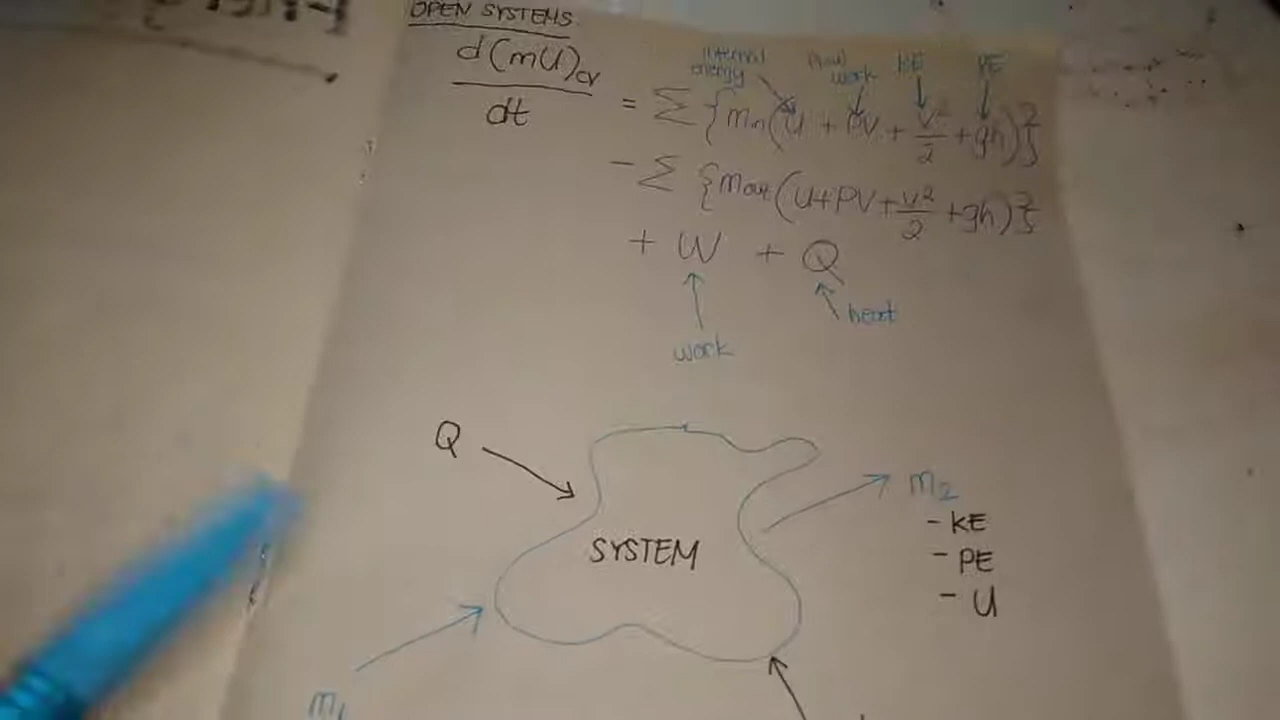 OPEN SYSTEMS
d(mU)cv
dt
internal energy
work
KE
PE
= Σ {min(U + PV + v²/2 + gh)}
- Σ {mout(U+PV+v²/2+gh)}
+ W + Q
heat
work
Q
m2
- KE
SYSTEM
- PE
- U
m1